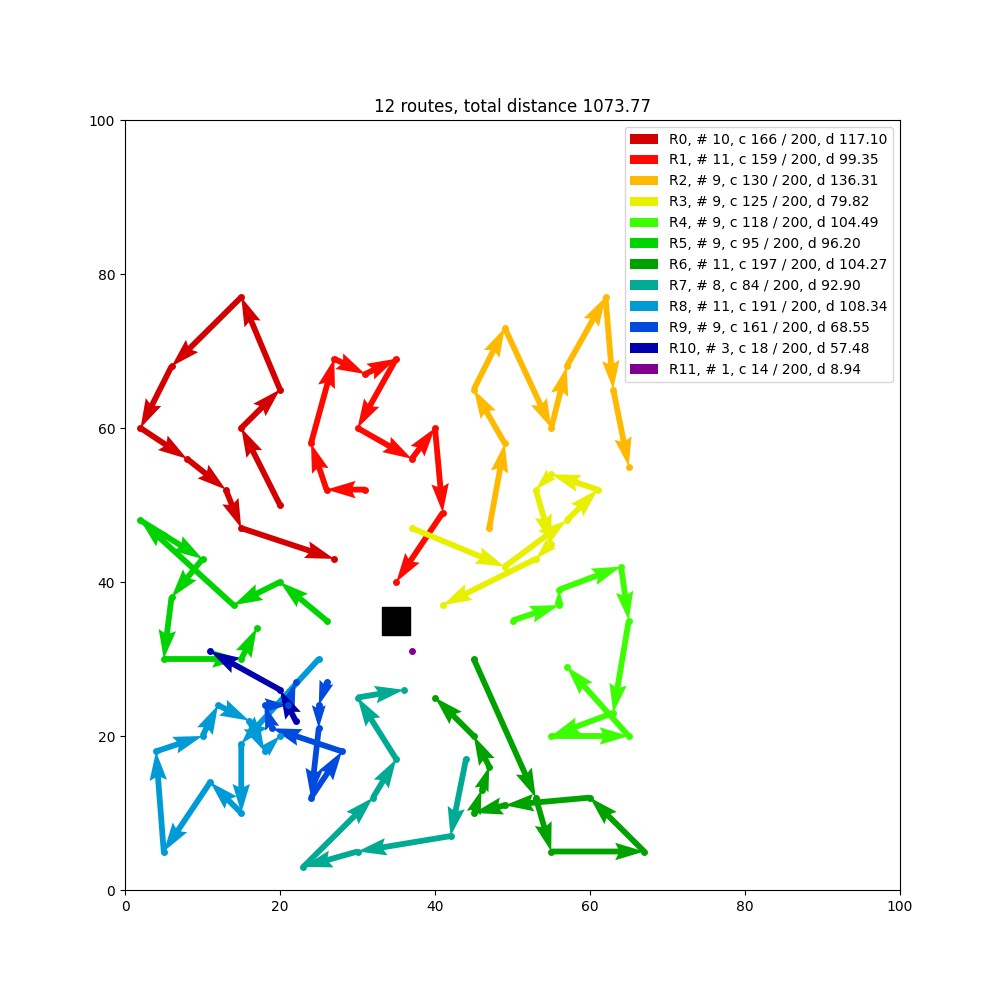 12 routes, total distance 1073.77
100
80
60
40
20
0
0 20 40 60 80 100
R0, # 10, c 166 / 200, d 117.10
R1, # 11, c 159 / 200, d 99.35
R2, # 9, c 130 / 200, d 136.31
R3, # 9, c 125 / 200, d 79.82
R4, # 9, c 118 / 200, d 104.49
R5, # 9, c 95 / 200, d 96.20
R6, # 11, c 197 / 200, d 104.27
R7, # 8, c 84 / 200, d 92.90
R8, # 11, c 191 / 200, d 108.34
R9, # 9, c 161 / 200, d 68.55
R10, # 3, c 18 / 200, d 57.48
R11, # 1, c 14 / 200, d 8.94